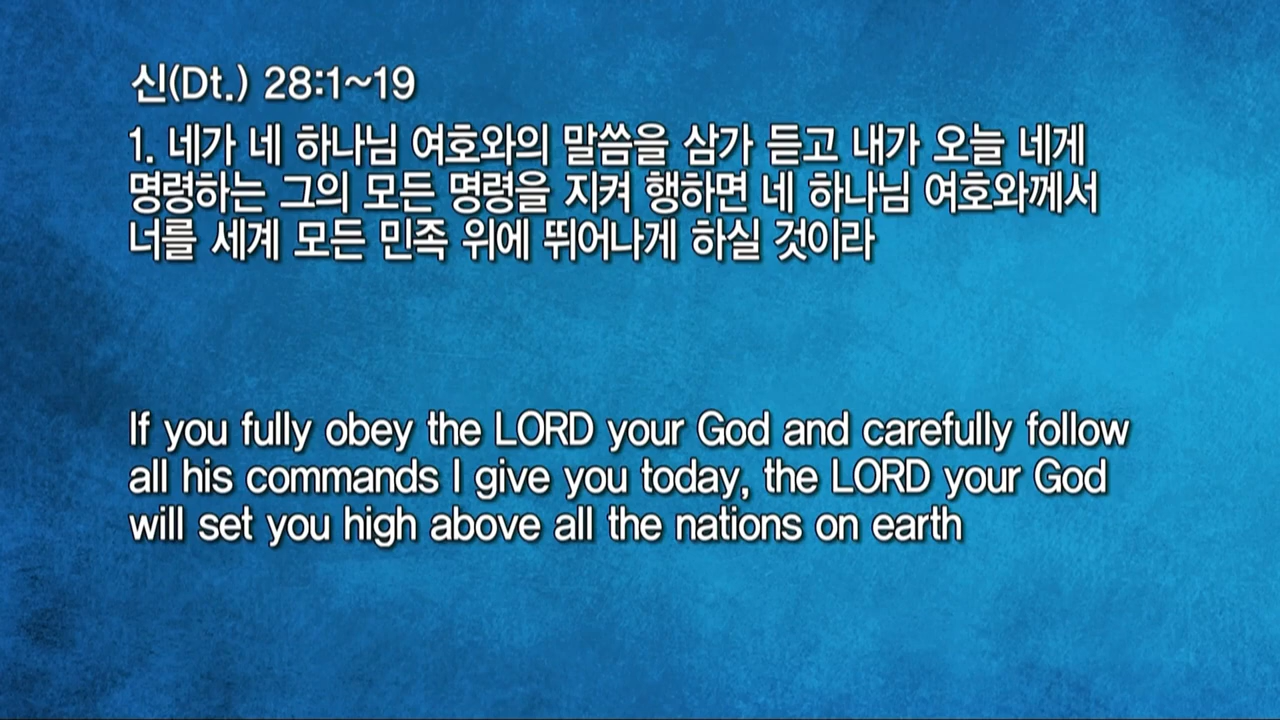 신(Dt.) 28:1~19
1. 네가 네 하나님 여호와의 말씀을 삼가 듣고 내가 오늘 네게
명령하는 그의 모든 명령을 지켜 행하면 네 하나님 여호와께서
너를 세계 모든 민족 위에 뛰어나게 하실 것이라
If you fully obey the LORD your God and carefully follow
all his commands I give you today, the LORD your God
will set you high above all the nations on earth